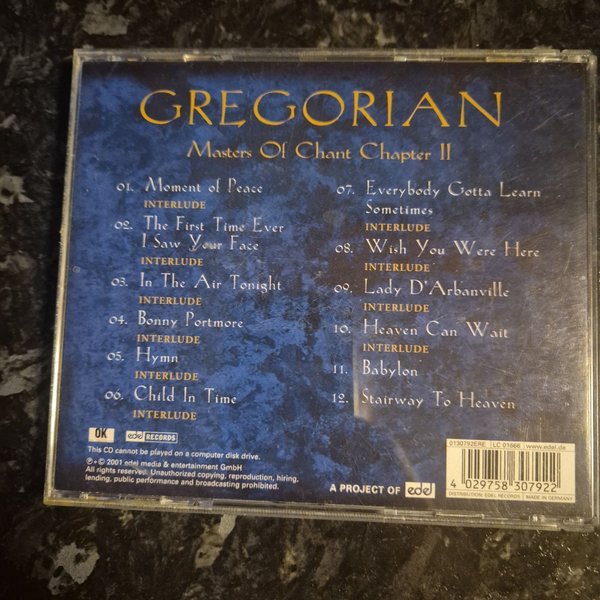 GREGORIAN
Masters Of Chant Chapter II
01. Moment of Peace
INTERLUDE
02. The First Time Ever
I Saw Your Face
INTERLUDE
03. In The Air Tonight
INTERLUDE
04. Bonny Portmore
INTERLUDE
05. Hymn
INTERLUDE
06. Child In Time
INTERLUDE
07. Everybody Gotta Learn
Sometimes
INTERLUDE
08. Wish You Were Here
INTERLUDE
09. Lady D'Arbanville
INTERLUDE
10. Heaven Can Wait
INTERLUDE
11. Babylon
12. Stairway To Heaven
OK edel RECORDS
This CD cannot be played on a computer disk drive.
℗+© 2001 edel media & entertainment GmbH
All rights reserved. Unauthorized copying, reproduction, hiring,
lending, public performance and broadcasting prohibited.
A PROJECT OF edel
0130792ERE LC 01666 www.edel.de
4 029758 307922
DISTRIBUTION: EDEL RECORDS MADE IN GERMANY